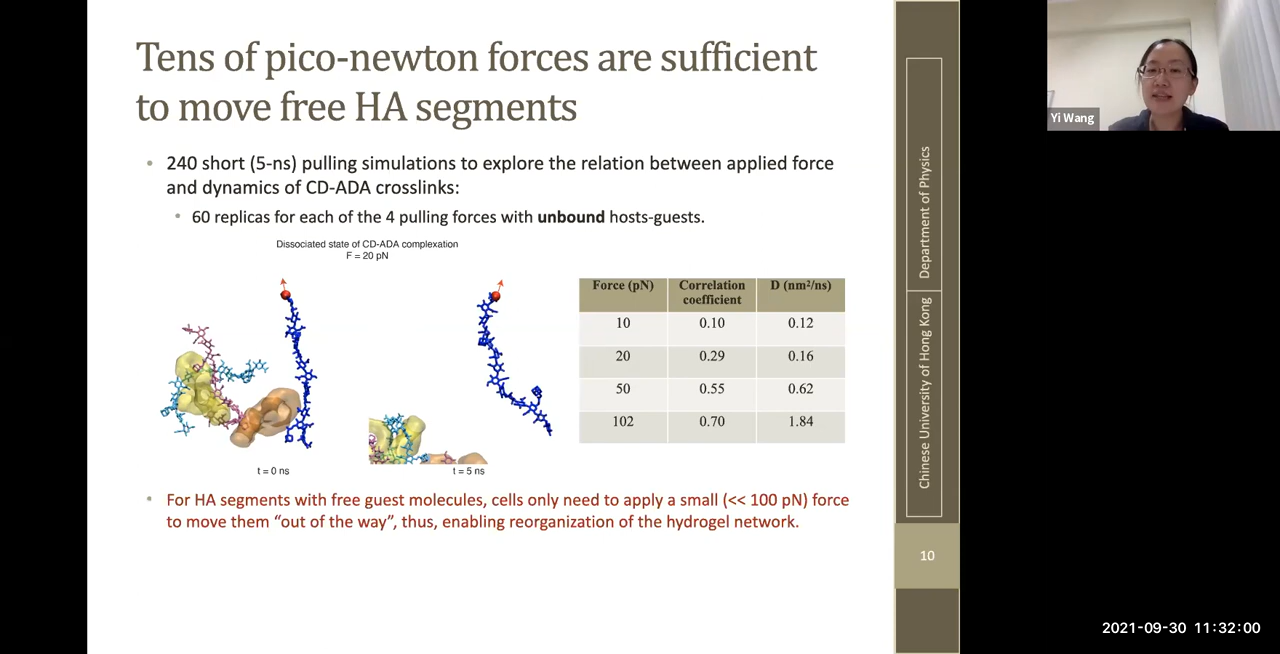 Tens of pico-newton forces are sufficient
to move free HA segments
• 240 short (5-ns) pulling simulations to explore the relation between applied force
and dynamics of CD-ADA crosslinks:
• 60 replicas for each of the 4 pulling forces with unbound hosts-guests.
Dissociated state of CD-ADA complexation
F = 20 pN
t = 0 ns
t = 5 ns
Force (pN) Correlation coefficient D (nm²/ns)
10 0.10 0.12
20 0.29 0.16
50 0.55 0.62
102 0.70 1.84
• For HA segments with free guest molecules, cells only need to apply a small (<< 100 pN) force
to move them “out of the way”, thus, enabling reorganization of the hydrogel network.
Chinese University of Hong Kong
Department of Physics
10
Yi Wang
2021-09-30 11:32:00